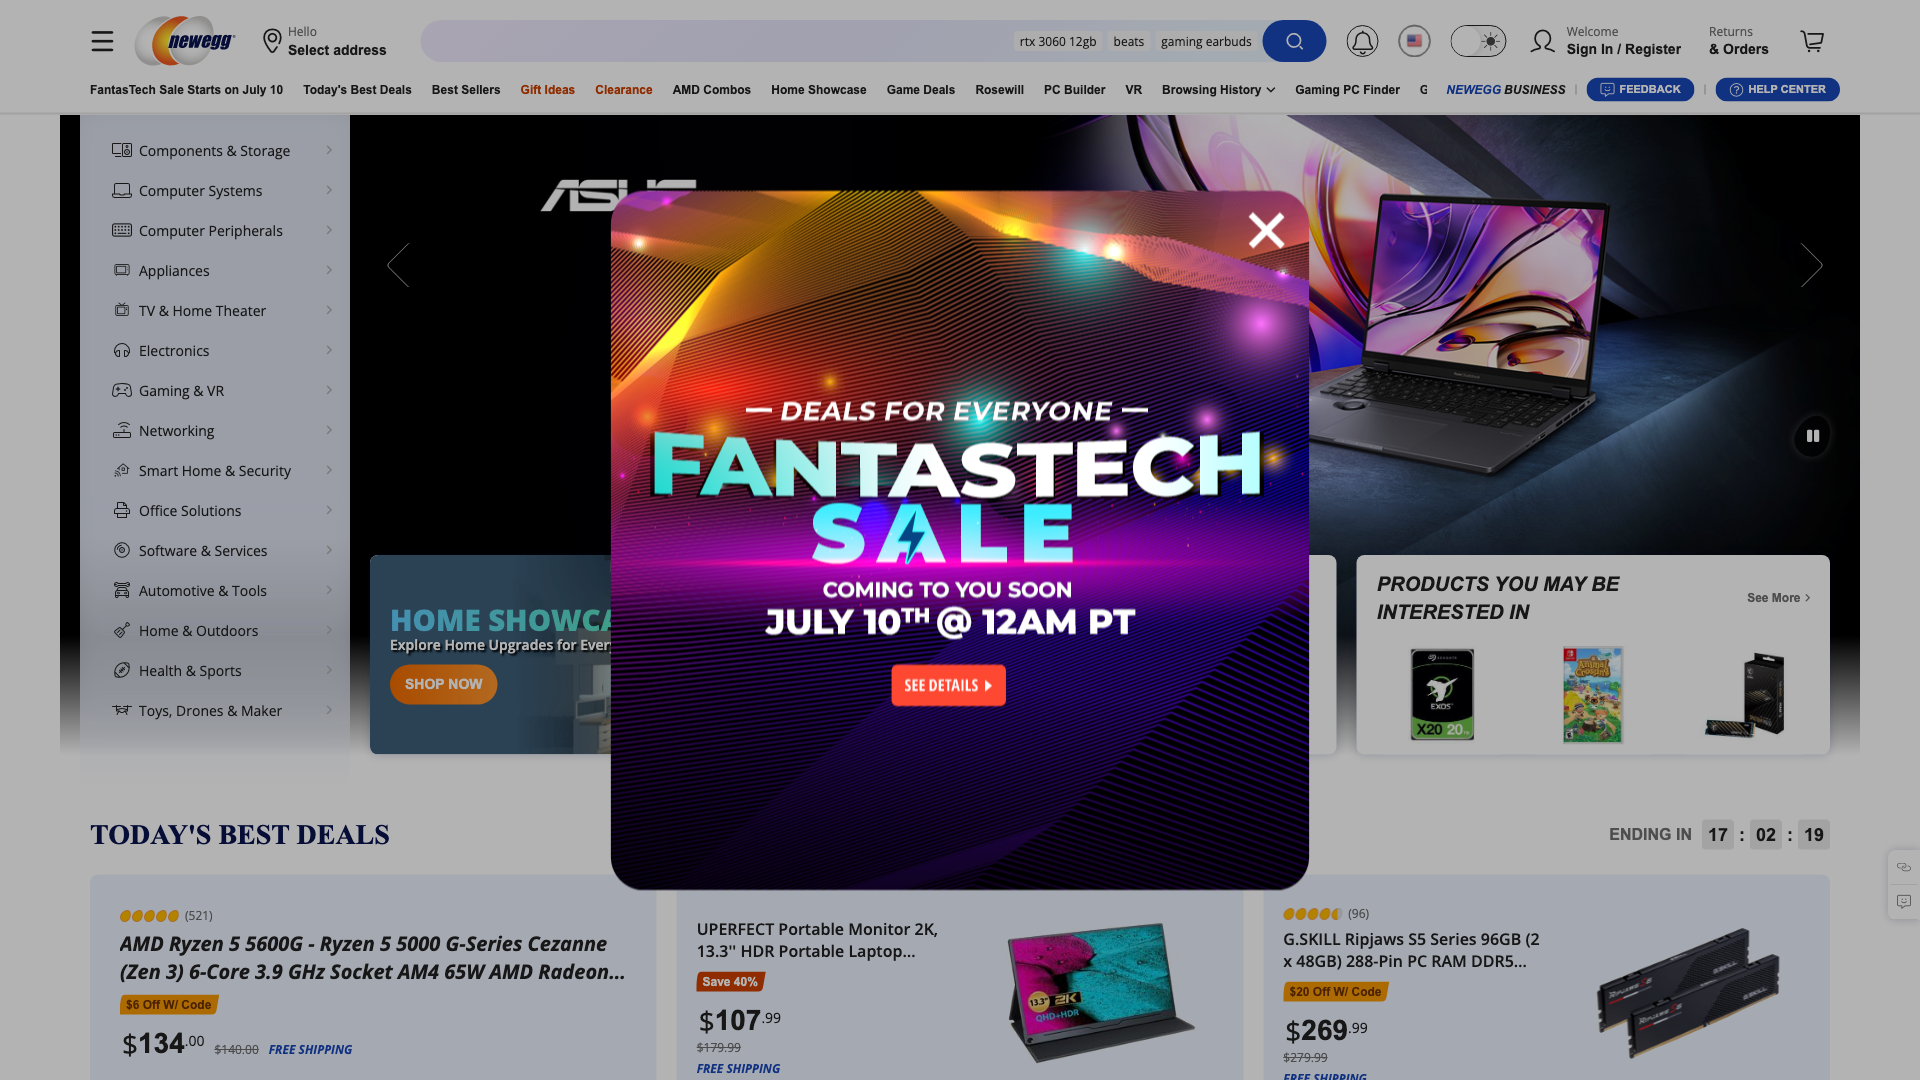 newegg
Hello
Select address
rtx 3060 12gb
beats
gaming earbuds
Welcome
Sign In / Register
Returns
& Orders
FantasTech Sale Starts on July 10
Today's Best Deals
Best Sellers
Gift Ideas
Clearance
AMD Combos
Home Showcase
Game Deals
Rosewill
PC Builder
VR
Browsing History
Gaming PC Finder
G
NEWEGG BUSINESS
FEEDBACK
HELP CENTER
Components & Storage
Computer Systems
Computer Peripherals
Appliances
TV & Home Theater
Electronics
Gaming & VR
Networking
Smart Home & Security
Office Solutions
Software & Services
Automotive & Tools
Home & Outdoors
Health & Sports
Toys, Drones & Maker
DEALS FOR EVERYONE
FANTASTECH
SALE
COMING TO YOU SOON
JULY 10TH @ 12AM PT
SEE DETAILS
Explore Home Upgrades for Ever
SHOP NOW
PRODUCTS YOU MAY BE
INTERESTED IN
See More
EXOS
X20 20
Animal Crossing
TODAY'S BEST DEALS
ENDING IN 17 : 02 : 19
(521)
AMD Ryzen 5 5600G - Ryzen 5 5000 G-Series Cezanne
(Zen 3) 6-Core 3.9 GHz Socket AM4 65W AMD Radeon...
$6 Off W/ Code
$134.00 $140.00 FREE SHIPPING
UPERFECT Portable Monitor 2K,
13.3'' HDR Portable Laptop...
Save 40%
$107.99
$179.99
FREE SHIPPING
13.3" 2K
QHD+HDR
(96)
G.SKILL Ripjaws S5 Series 96GB (2
x 48GB) 288-Pin PC RAM DDR5...
$20 Off W/ Code
$269.99
$279.99
FREE SHIPPING